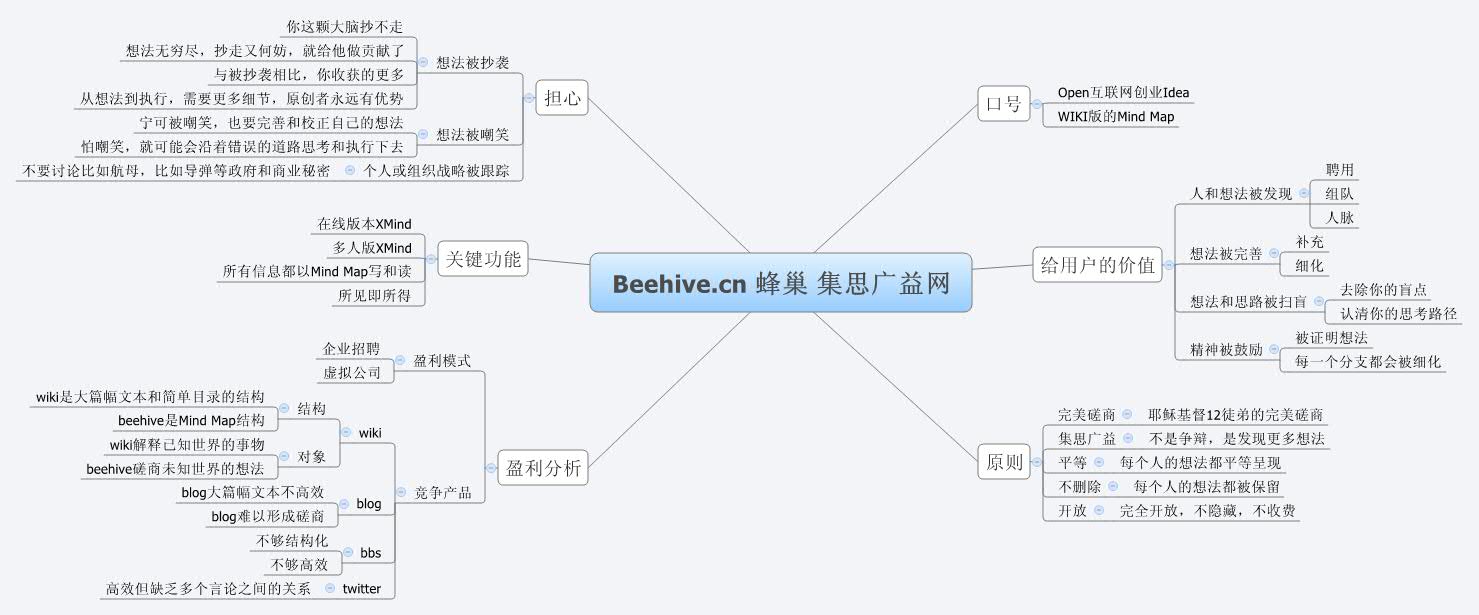 Beehive.cn 蜂巢 集思广益网
口号
Open互联网创业Idea
WIKI版的Mind Map
给用户的价值
人和想法被发现
聘用
组队
人脉
想法被完善
补充
细化
想法和思路被扫盲
去除你的盲点
认清你的思考路径
精神被鼓励
被证明想法
每一个分支都会被细化
原则
完美磋商
耶稣基督12徒弟的完美磋商
集思广益
不是争辩，是发现更多想法
平等
每个人的想法都平等呈现
不删除
每个人的想法都被保留
开放
完全开放，不隐藏，不收费
担心
想法被抄袭
你这颗大脑抄不走
想法无穷尽，抄走又何妨，就给他做贡献了
与被抄袭相比，你收获的更多
从想法到执行，需要更多细节，原创者永远有优势
想法被嘲笑
宁可被嘲笑，也要完善和校正自己的想法
怕嘲笑，就可能会沿着错误的道路思考和执行下去
个人或组织战略被跟踪
不要讨论比如航母，比如导弹等政府和商业秘密
关键功能
在线版本XMind
多人版XMind
所有信息都以Mind Map写和读
所见即所得
盈利分析
盈利模式
企业招聘
虚拟公司
竞争产品
wiki
结构
wiki是大篇幅文本和简单目录的结构
beehive是Mind Map结构
对象
wiki解释已知世界的事物
beehive磋商未知世界的想法
blog
blog大篇幅文本不高效
blog难以形成磋商
bbs
不够结构化
不够高效
twitter
高效但缺乏多个言论之间的关系